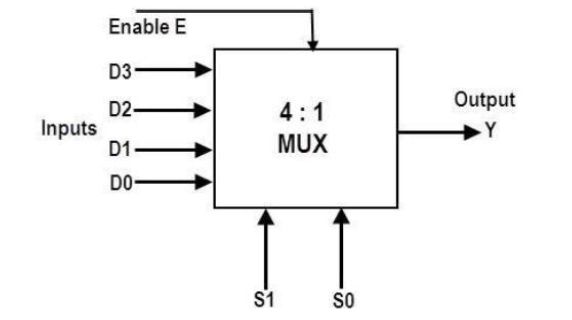 Enable E
D3
D2
Inputs
D1
D0
4 : 1
MUX
Output
Y
S1
S0